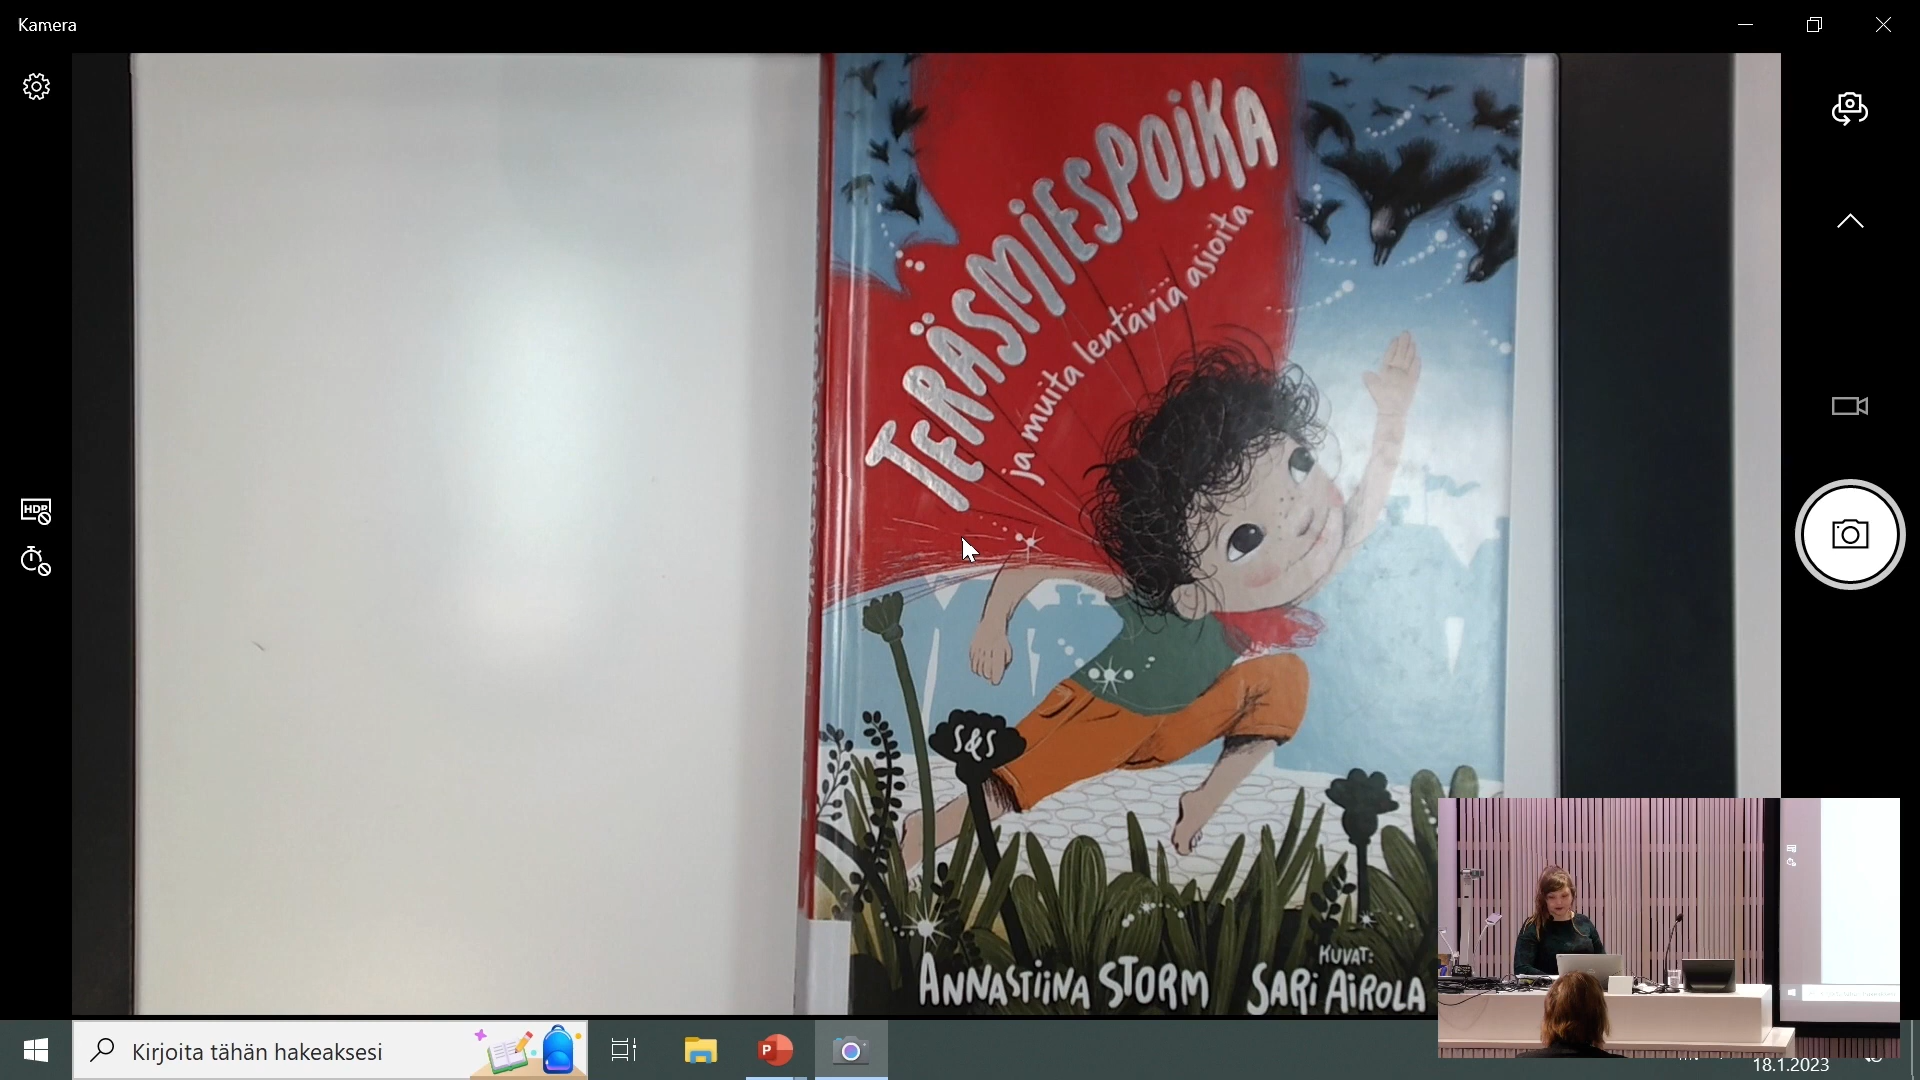 Kamera
TERÄSMIESPOIKA
ja muita lentäviä asioita
S&S
KUVAT:
ANNASTIINA STORM
SARI AIROLA
Kirjoita tähän hakeaksesi
18.1.2023